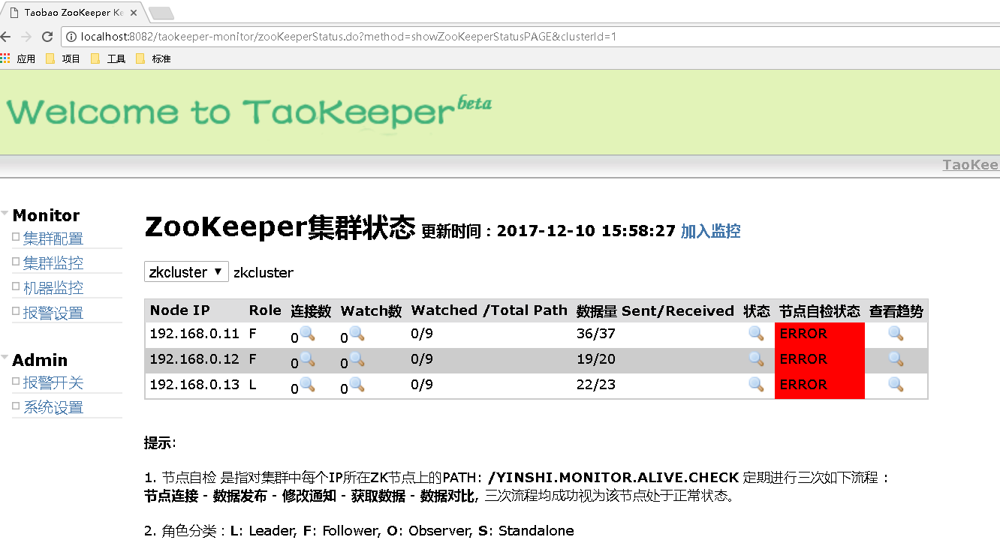 Taobao ZooKeeper Ke
localhost:8082/taokeeper-monitor/zooKeeperStatus.do?method=showZooKeeperStatusPAGE&clusterId=1
应用 项目 工具 标准
Welcome to TaoKeeper beta
TaoKee
Monitor
集群配置
集群监控
机器监控
报警设置
Admin
报警开关
系统设置
ZooKeeper集群状态 更新时间：2017-12-10 15:58:27 加入监控
zkcluster ▼ zkcluster
Node IP Role 连接数 Watch数 Watched /Total Path 数据量 Sent/Received 状态 节点自检状态 查看趋势
192.168.0.11 F 0 0 0/9 36/37 ERROR
192.168.0.12 F 0 0 0/9 19/20 ERROR
192.168.0.13 L 0 0 0/9 22/23 ERROR
提示:
1. 节点自检 是指对集群中每个IP所在ZK节点上的PATH: /YINSHI.MONITOR.ALIVE.CHECK 定期进行三次如下流程：
节点连接 - 数据发布 - 修改通知 - 获取数据 - 数据对比, 三次流程均成功视为该节点处于正常状态。
2. 角色分类：L: Leader, F: Follower, O: Observer, S: Standalone